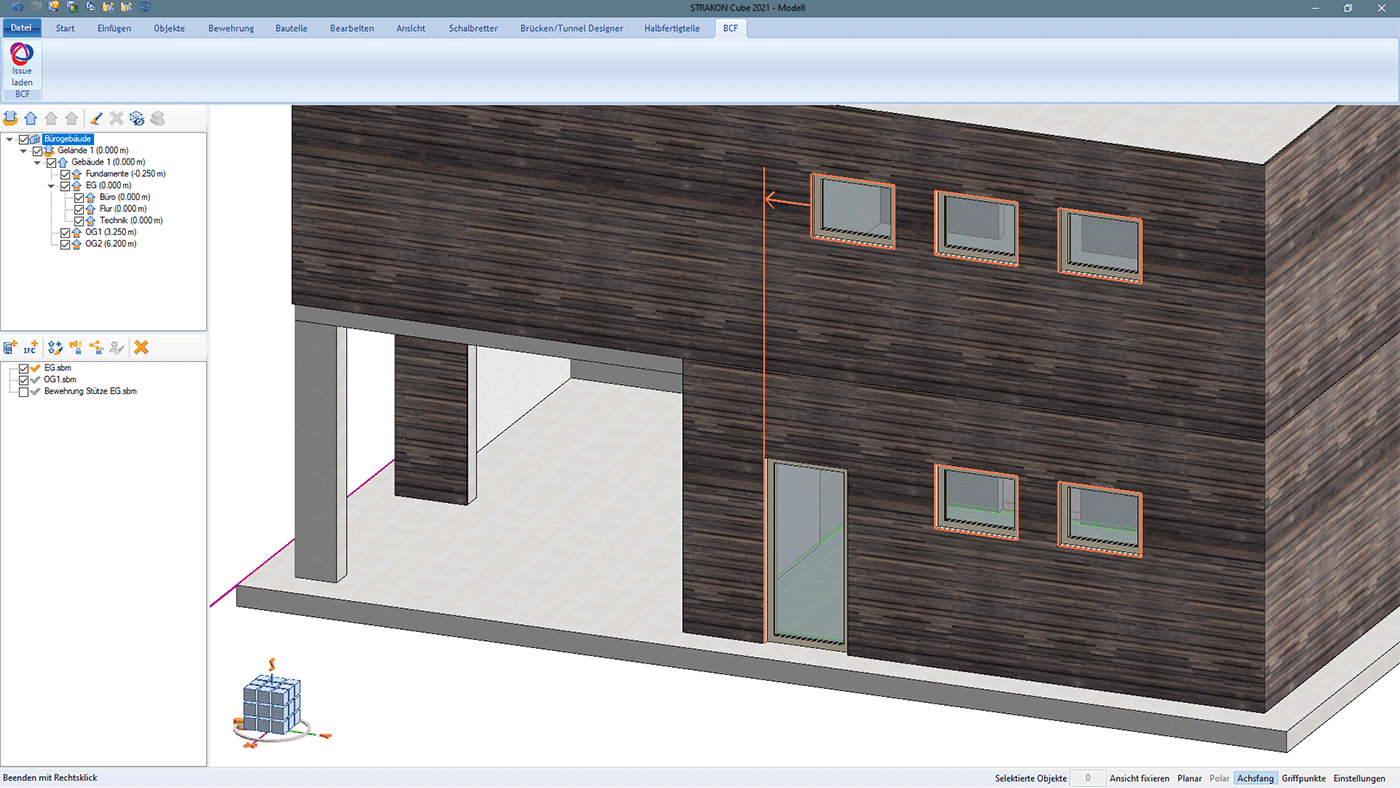 STRAKON Cube 2021 - Modell
Datei Start Einfügen Objekte Bewehrung Bauteile Bearbeiten Ansicht Schalbretter Brücken/Tunnel Designer Halbfertigteile BCF
Issue
laden
BCF
Bürogebäude
Gelände 1 (0.000 m)
Gebäude 1 (0.000 m)
Fundamente (-0.250 m)
EG (0.000 m)
Büro (0.000 m)
Flur (0.000 m)
Technik (0.000 m)
OG1 (3.250 m)
OG2 (6.200 m)
IFC
EG.sbm
OG1.sbm
Bewehrung Stütze EG.sbm
Beenden mit Rechtsklick Selektierte Objekte 0 Ansicht fixieren Planar Polar Achsfang Griffpunkte Einstellungen